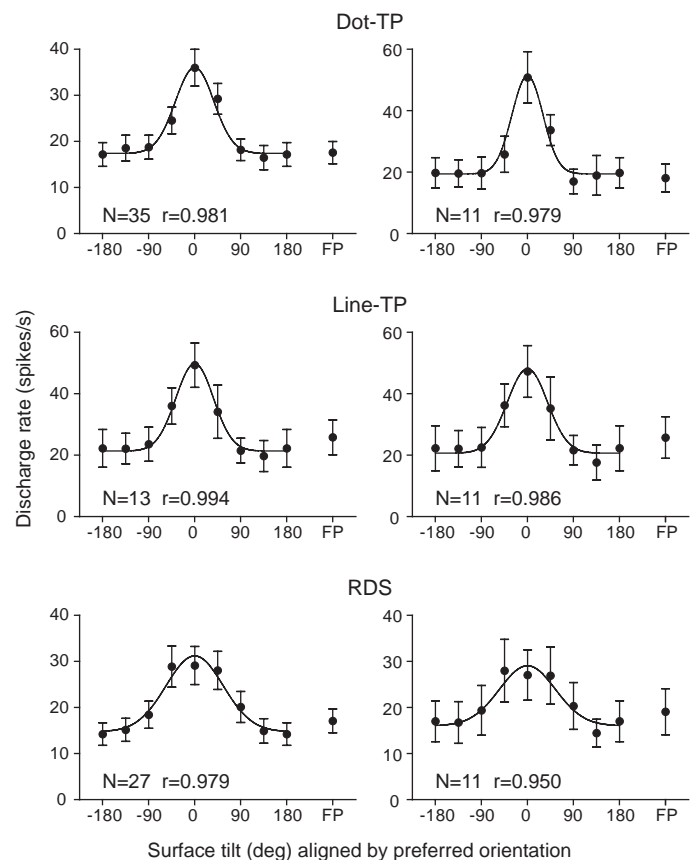 Dot-TP
40
30
20
10
0
N=35 r=0.981
-180 -90 0 90 180 FP
60
40
20
0
N=11 r=0.979
-180 -90 0 90 180 FP
Line-TP
Discharge rate (spikes/s)
60
40
20
0
N=13 r=0.994
-180 -90 0 90 180 FP
60
40
20
0
N=11 r=0.986
-180 -90 0 90 180 FP
RDS
40
30
20
10
0
N=27 r=0.979
-180 -90 0 90 180 FP
40
30
20
10
0
N=11 r=0.950
-180 -90 0 90 180 FP
Surface tilt (deg) aligned by preferred orientation